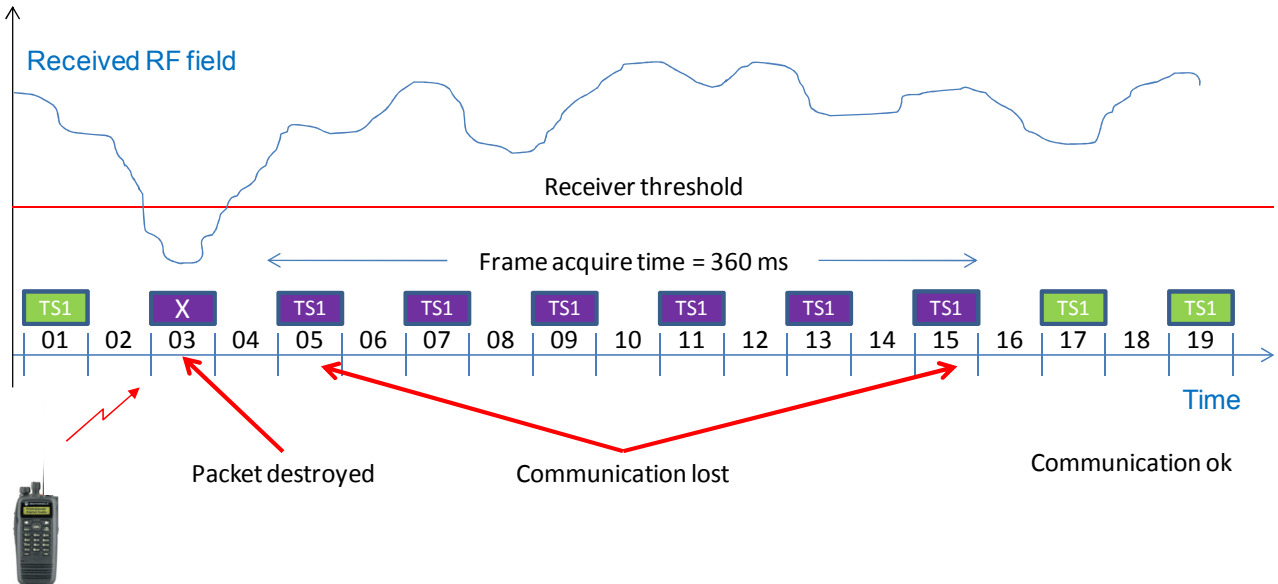 Received RF field
Receiver threshold
Frame acquire time = 360 ms
TS1 X TS1 TS1 TS1 TS1 TS1 TS1 TS1 TS1
01 02 03 04 05 06 07 08 09 10 11 12 13 14 15 16 17 18 19
Time
Packet destroyed Communication lost Communication ok